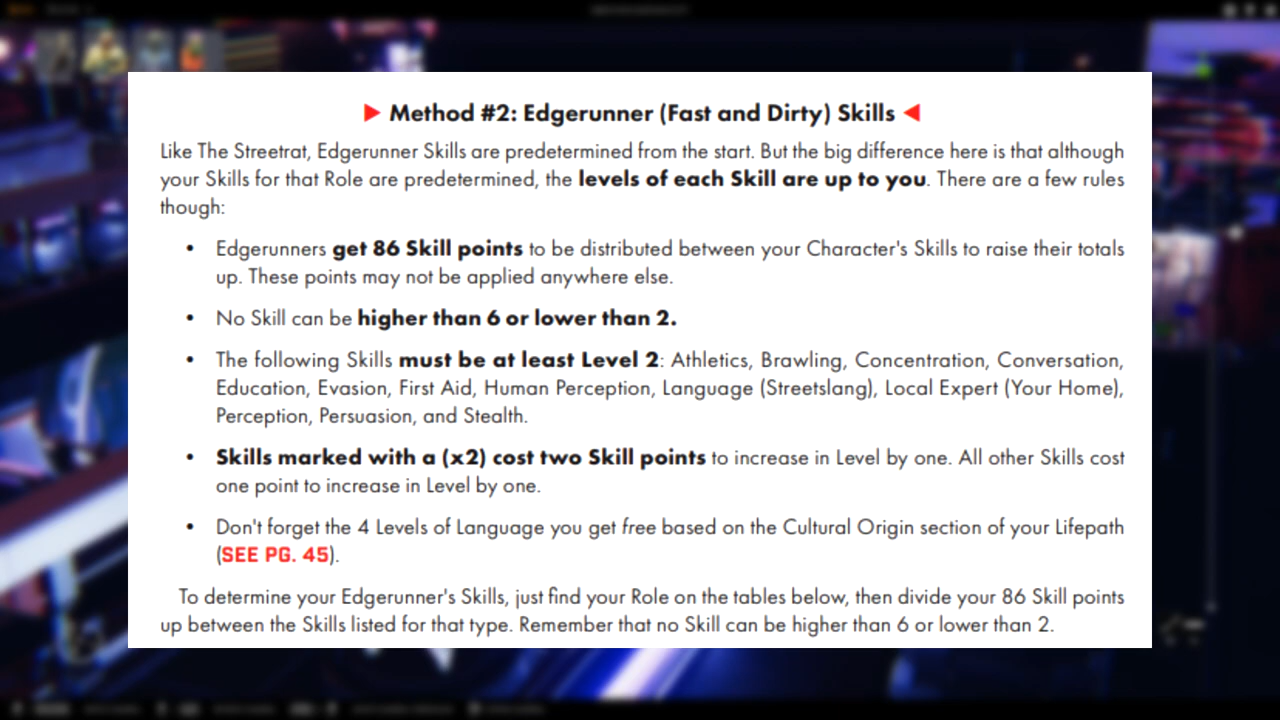 Method #2: Edgerunner (Fast and Dirty) Skills
Like The Streetrat, Edgerunner Skills are predetermined from the start. But the big difference here is that although
your Skills for that Role are predetermined, the levels of each Skill are up to you. There are a few rules
though:
• Edgerunners get 86 Skill points to be distributed between your Character's Skills to raise their totals
up. These points may not be applied anywhere else.
• No Skill can be higher than 6 or lower than 2.
• The following Skills must be at least Level 2: Athletics, Brawling, Concentration, Conversation,
Education, Evasion, First Aid, Human Perception, Language (Streetslang), Local Expert (Your Home),
Perception, Persuasion, and Stealth.
• Skills marked with a (x2) cost two Skill points to increase in Level by one. All other Skills cost
one point to increase in Level by one.
• Don't forget the 4 Levels of Language you get free based on the Cultural Origin section of your Lifepath
(SEE PG. 45).
To determine your Edgerunner's Skills, just find your Role on the tables below, then divide your 86 Skill points
up between the Skills listed for that type. Remember that no Skill can be higher than 6 or lower than 2.